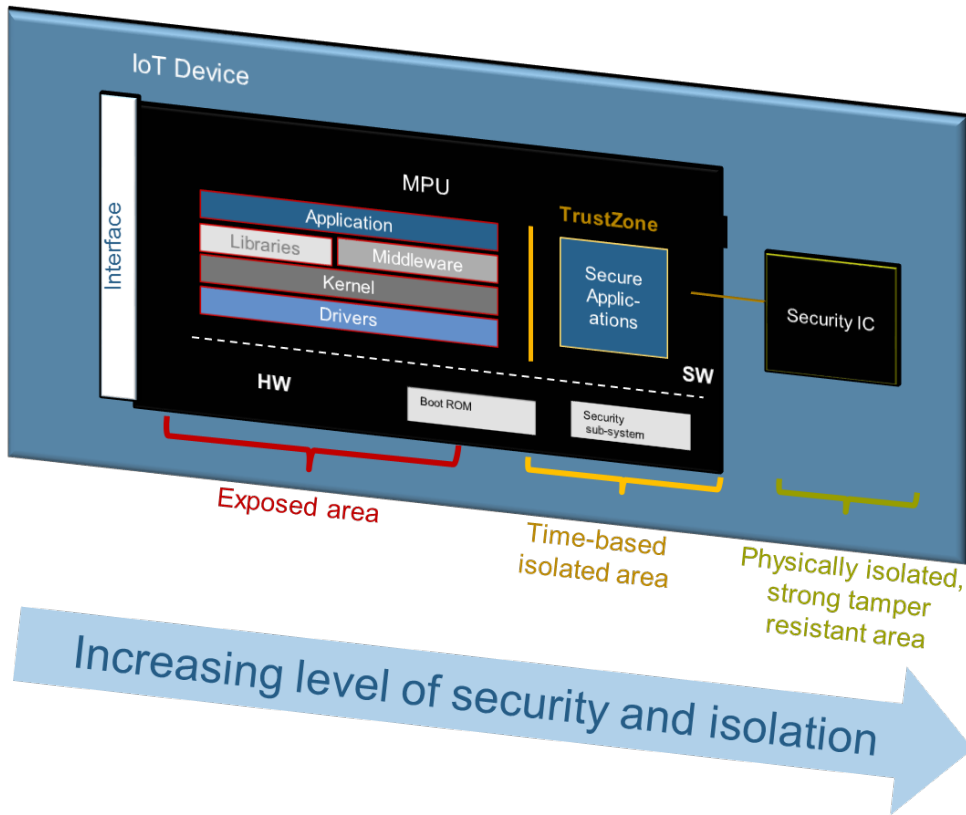 IoT Device
Interface
MPU
Application
Libraries
Middleware
Kernel
Drivers
TrustZone
Secure
Applic-
ations
Security IC
SW
HW
Boot ROM
Security
sub-system
Exposed area
Time-based
isolated area
Physically isolated,
strong tamper
resistant area
Increasing level of security and isolation